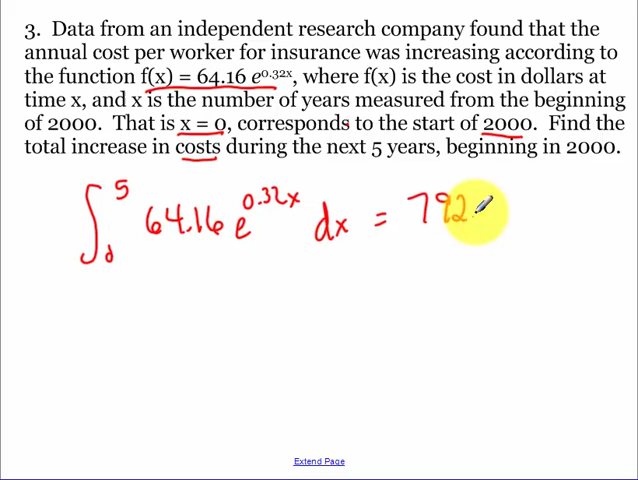 3. Data from an independent research company found that the
annual cost per worker for insurance was increasing according to
the function f(x) = 64.16 e^0.32x, where f(x) is the cost in dollars at
time x, and x is the number of years measured from the beginning
of 2000. That is x = 0, corresponds to the start of 2000. Find the
total increase in costs during the next 5 years, beginning in 2000.
∫_0^5 64.16 e^0.32x dx = 792
Extend Page